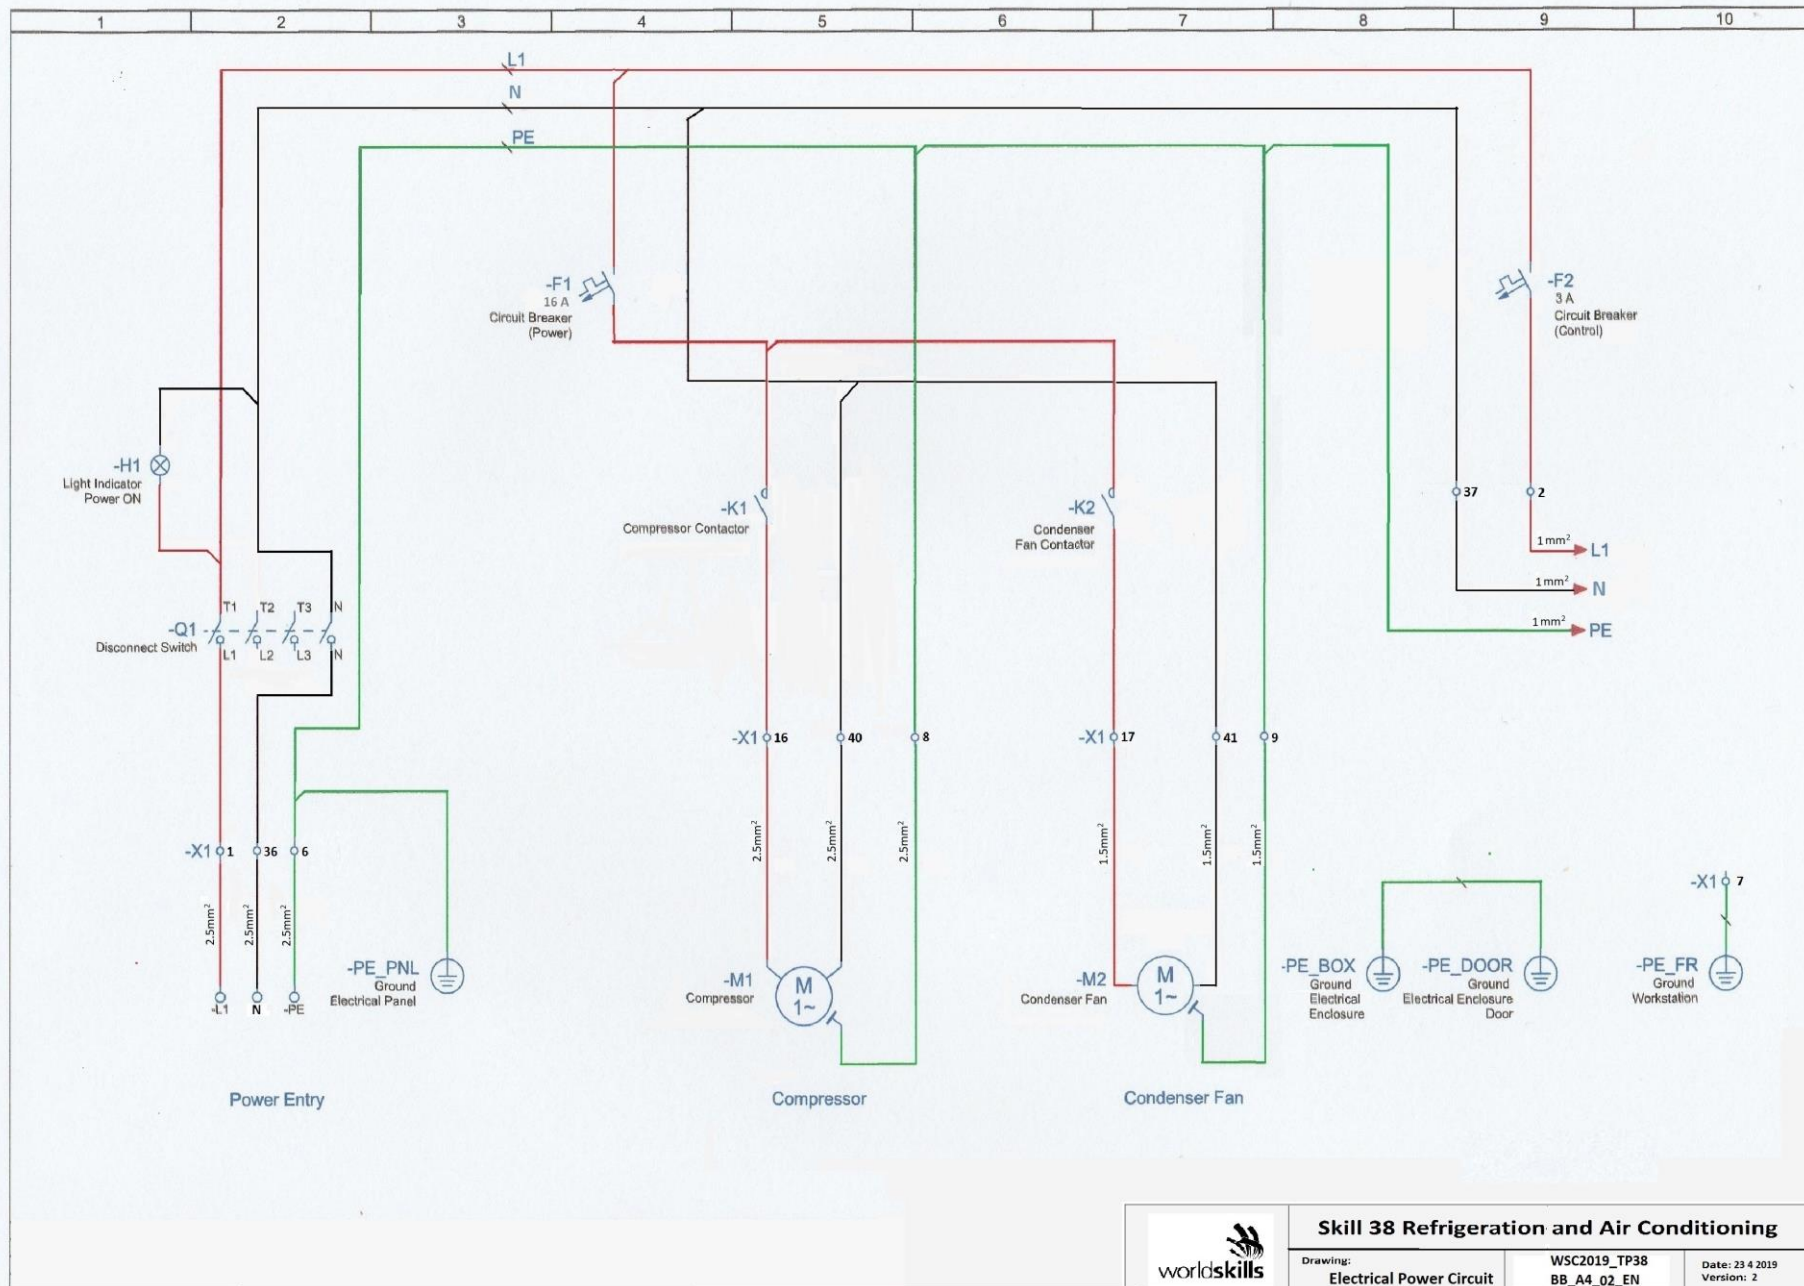 1 2 3 4 5 6 7 8 9 10
L1
N
PE
-F1
16 A
Circuit Breaker
(Power)
-F2
3 A
Circuit Breaker
(Control)
-H1
Light Indicator
Power ON
-K1
Compressor Contactor
-K2
Condenser
Fan Contactor
37 2
1mm² L1
1mm² N
1mm² PE
T1 T2 T3 N
-Q1
Disconnect Switch
L1 L2 L3 N
-X1 16 40 8
-X1 17 41 9
-X1 1 36 6
2.5mm² 2.5mm² 2.5mm²
2.5mm² 2.5mm² 2.5mm²
1.5mm² 1.5mm² 1.5mm²
-X1 7
-PE_PNL
Ground
Electrical Panel
-L1 N -PE
-M1
Compressor
M
1~
-M2
Condenser Fan
M
1~
-PE_BOX
Ground
Electrical
Enclosure
-PE_DOOR
Ground
Electrical Enclosure
Door
-PE_FR
Ground
Workstation
Power Entry
Compressor
Condenser Fan
worldskills
Skill 38 Refrigeration and Air Conditioning
Drawing:
Electrical Power Circuit
WSC2019_TP38
BB_A4_02_EN
Date: 23 4 2019
Version: 2